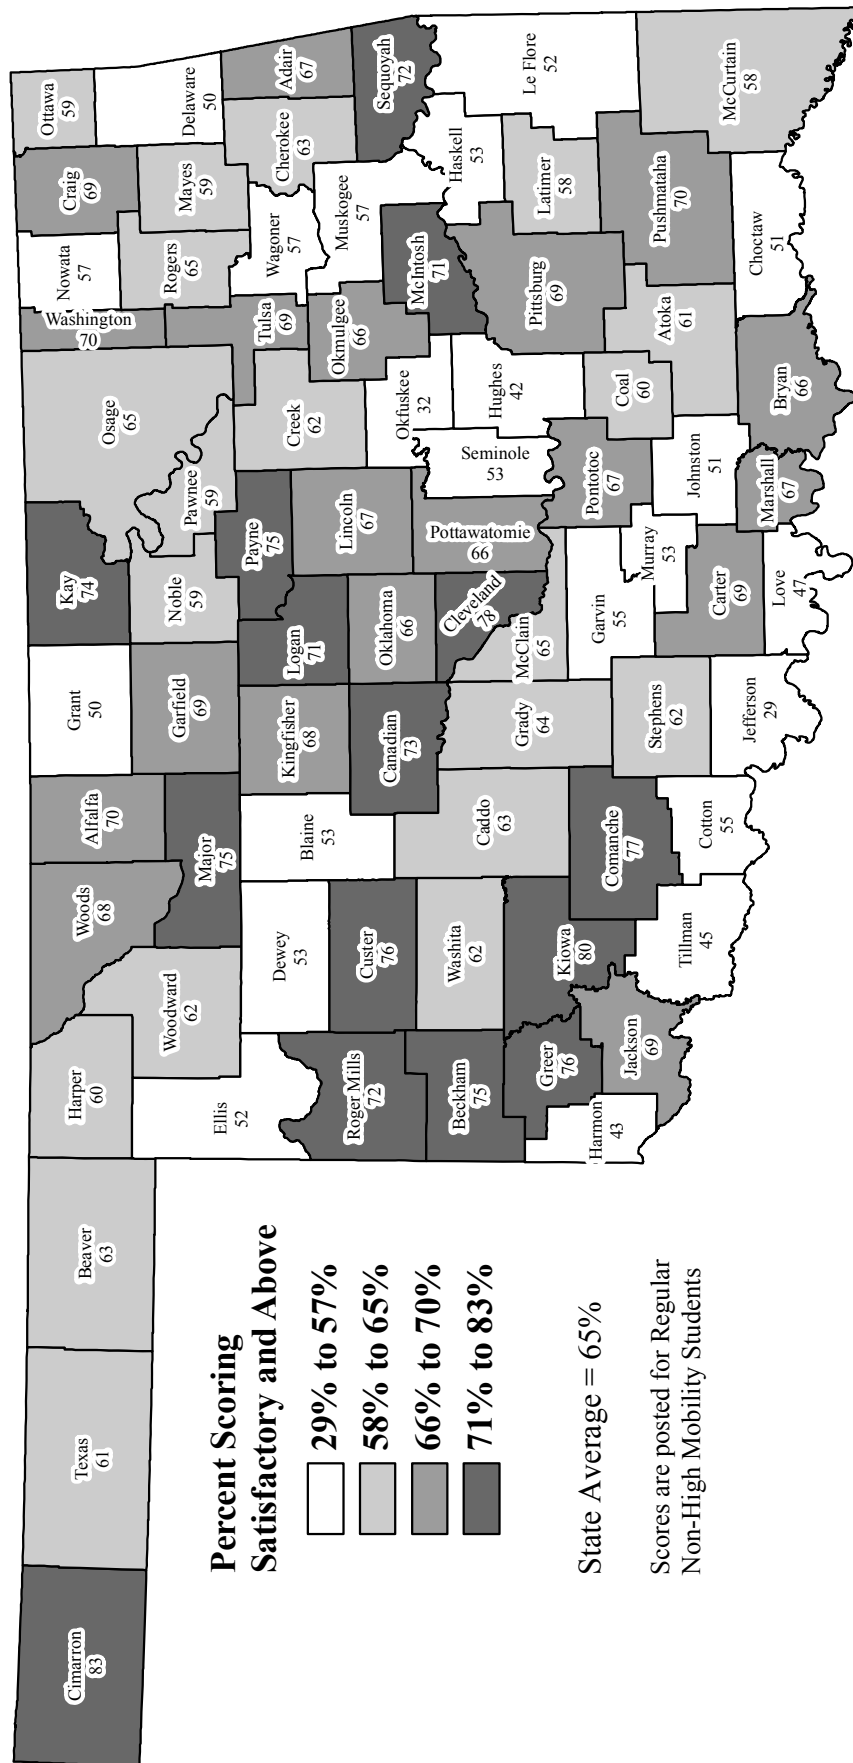 Cimarron
83
Texas
61
Beaver
63
Harper
60
Woods
68
Alfalfa
70
Grant
50
Kay
74
Osage
65
Washington
70
Nowata
57
Craig
69
Ottawa
59
Ellis
52
Woodward
62
Major
75
Garfield
69
Noble
59
Pawnee
59
Rogers
65
Mayes
59
Delaware
50
Dewey
53
Blaine
53
Kingfisher
68
Logan
71
Payne
75
Creek
62
Tulsa
69
Wagoner
57
Cherokee
63
Adair
67
Roger Mills
72
Custer
76
Canadian
73
Oklahoma
66
Lincoln
67
Okfuskee
32
Okmulgee
66
Muskogee
57
Sequoyah
72
Beckham
75
Washita
62
Caddo
63
Grady
64
McClain
65
Cleveland
78
Pottawatomie
66
Seminole
53
Hughes
42
McIntosh
71
Haskell
53
Le Flore
52
Harmon
43
Greer
76
Kiowa
80
Comanche
77
Stephens
62
Garvin
55
Murray
53
Pontotoc
67
Coal
60
Pittsburg
69
Latimer
58
Jackson
69
Tillman
45
Cotton
55
Jefferson
29
Carter
69
Love
47
Johnston
51
Marshall
67
Atoka
61
Bryan
66
Pushmataha
70
Choctaw
51
McCurtain
58
Percent Scoring
Satisfactory and Above
29% to 57%
58% to 65%
66% to 70%
71% to 83%
State Average = 65%
Scores are posted for Regular
Non-High Mobility Students